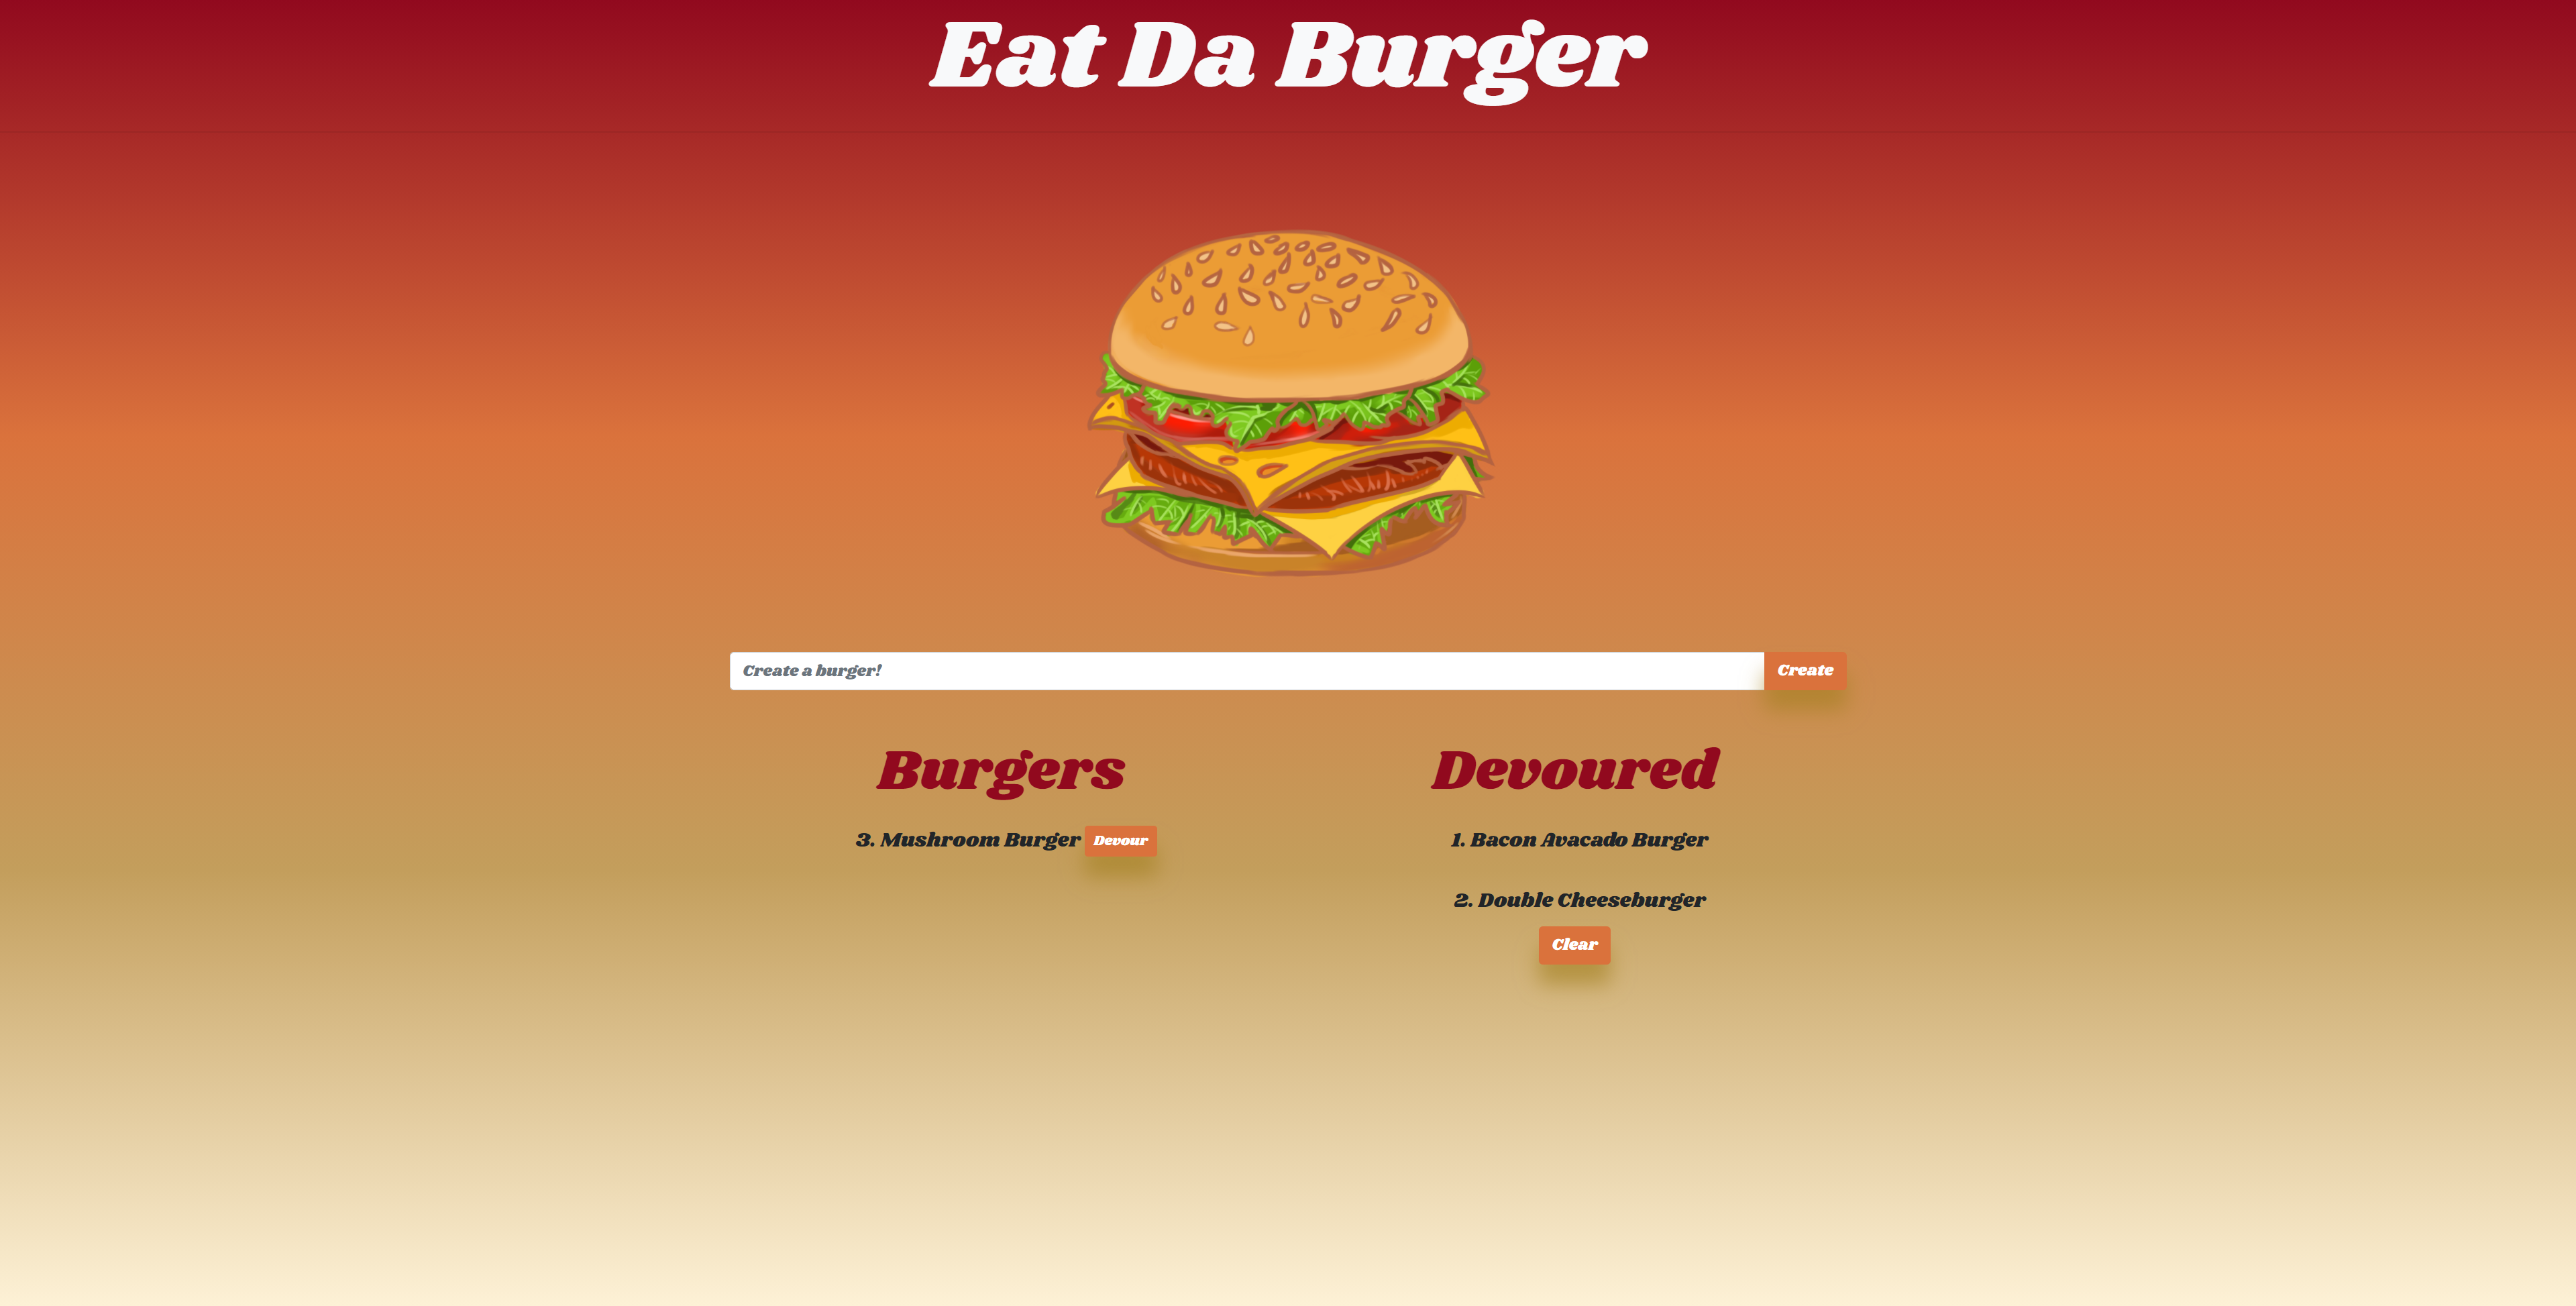 Eat Da Burger
Create a burger!
Create
Burgers
Devoured
3. Mushroom Burger
Devour
1. Bacon Avacado Burger
2. Double Cheeseburger
Clear